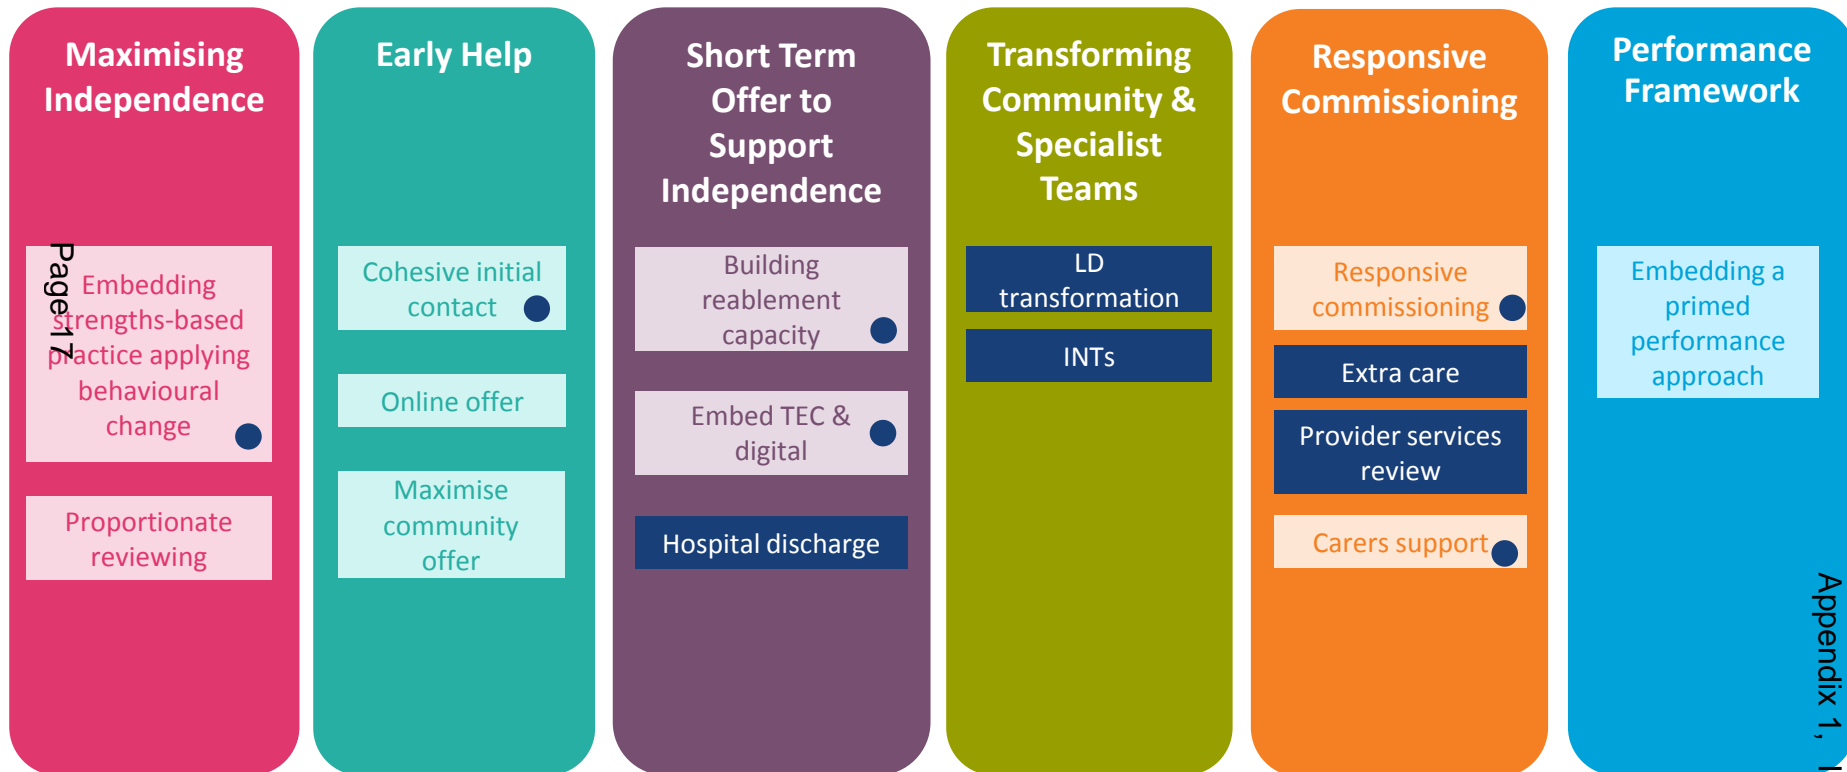 Maximising
Independence
Embedding
strengths-based
practice applying
behavioural
change
Proportionate
reviewing
Early Help
Cohesive initial
contact
Online offer
Maximise
community
offer
Short Term
Offer to
Support
Independence
Building
reablement
capacity
Embed TEC &
digital
Hospital discharge
Transforming
Community &
Specialist
Teams
LD
transformation
INTs
Responsive
Commissioning
Responsive
commissioning
Extra care
Provider services
review
Carers support
Performance
Framework
Embedding a
primed
performance
approach
Page 17
Appendix 1,